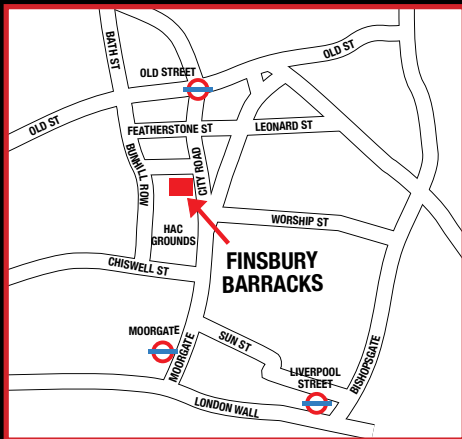 BATH ST
OLD ST
OLD STREET
OLD ST
FEATHERSTONE ST
LEONARD ST
BUNHILL ROW
CITY ROAD
WORSHIP ST
HAC
GROUNDS
FINSBURY
BARRACKS
CHISWELL ST
MOORGATE
MOORGATE
SUN ST
LIVERPOOL
STREET
BISHOPSGATE
LONDON WALL